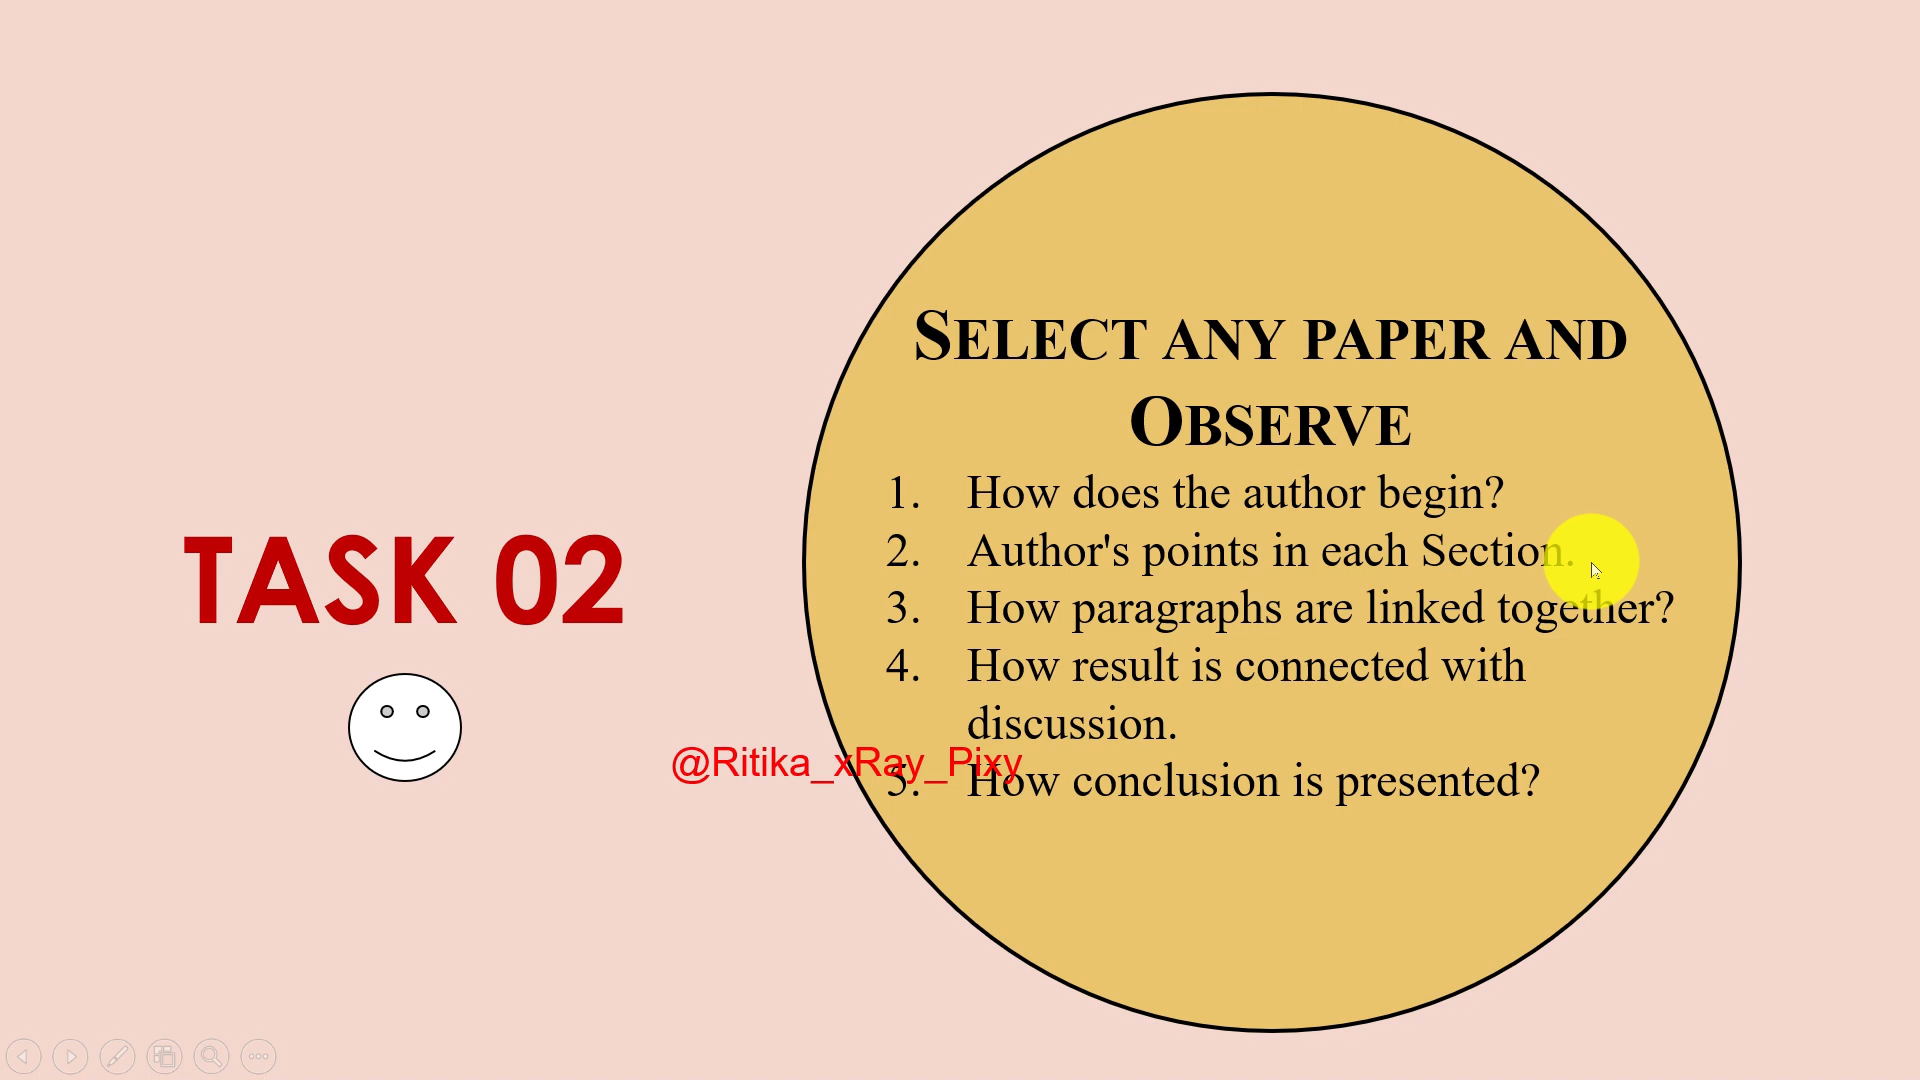 TASK 02
SELECT ANY PAPER AND
OBSERVE
1. How does the author begin?
2. Author's points in each Section.
3. How paragraphs are linked together?
4. How result is connected with
discussion.
@Ritika_xRay_Pixy
5. How conclusion is presented?